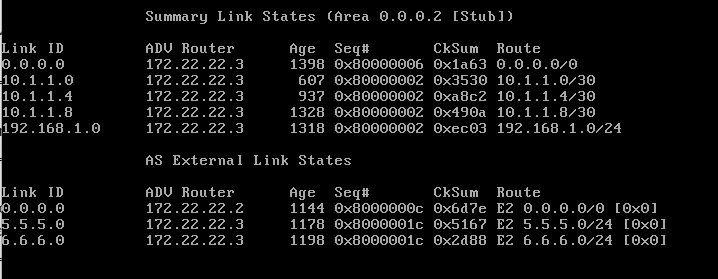 Summary Link States (Area 0.0.0.2 [Stub])
Link ID ADV Router Age Seq# CkSum Route
0.0.0.0 172.22.22.3 1398 0x80000006 0x1a63 0.0.0.0/0
10.1.1.0 172.22.22.3 607 0x80000002 0x3530 10.1.1.0/30
10.1.1.4 172.22.22.3 937 0x80000002 0xa8c2 10.1.1.4/30
10.1.1.8 172.22.22.3 1328 0x80000002 0x490a 10.1.1.8/30
192.168.1.0 172.22.22.3 1318 0x80000002 0xec03 192.168.1.0/24
AS External Link States
Link ID ADV Router Age Seq# CkSum Route
0.0.0.0 172.22.22.2 1144 0x8000000c 0x6d7e E2 0.0.0.0/0 [0x0]
5.5.5.0 172.22.22.3 1178 0x8000001c 0x5167 E2 5.5.5.0/24 [0x0]
6.6.6.0 172.22.22.3 1198 0x8000001c 0x2d88 E2 6.6.6.0/24 [0x0]